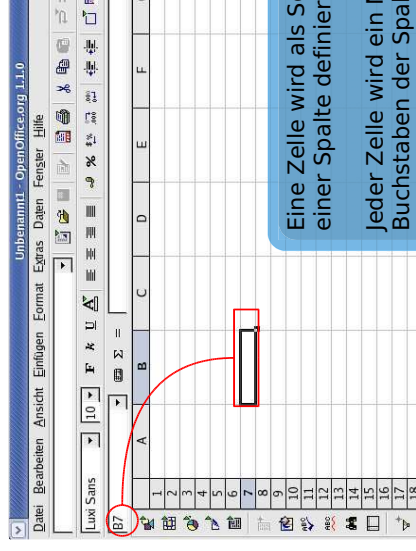 Unbenannt1 - OpenOffice.org 1.1.0
Datei Bearbeiten Ansicht Einfügen Format Extras Daten Fenster Hilfe
Luxi Sans 10 F k U A
B7 Σ =
A B C D E F
1
2
3
4
5
6
7
8
9
10
11
12
13
14
15
16
17
18
Eine Zelle wird als
einer Spalte definier
Jeder Zelle wird ein
Buchstaben der Spal